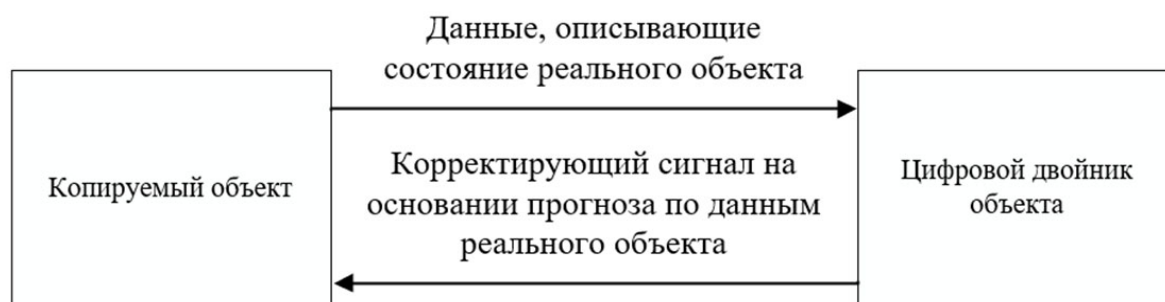 Данные, описывающие
состояние реального объекта
Копируемый объект
Корректирующий сигнал на
основании прогноза по данным
реального объекта
Цифровой двойник
объекта